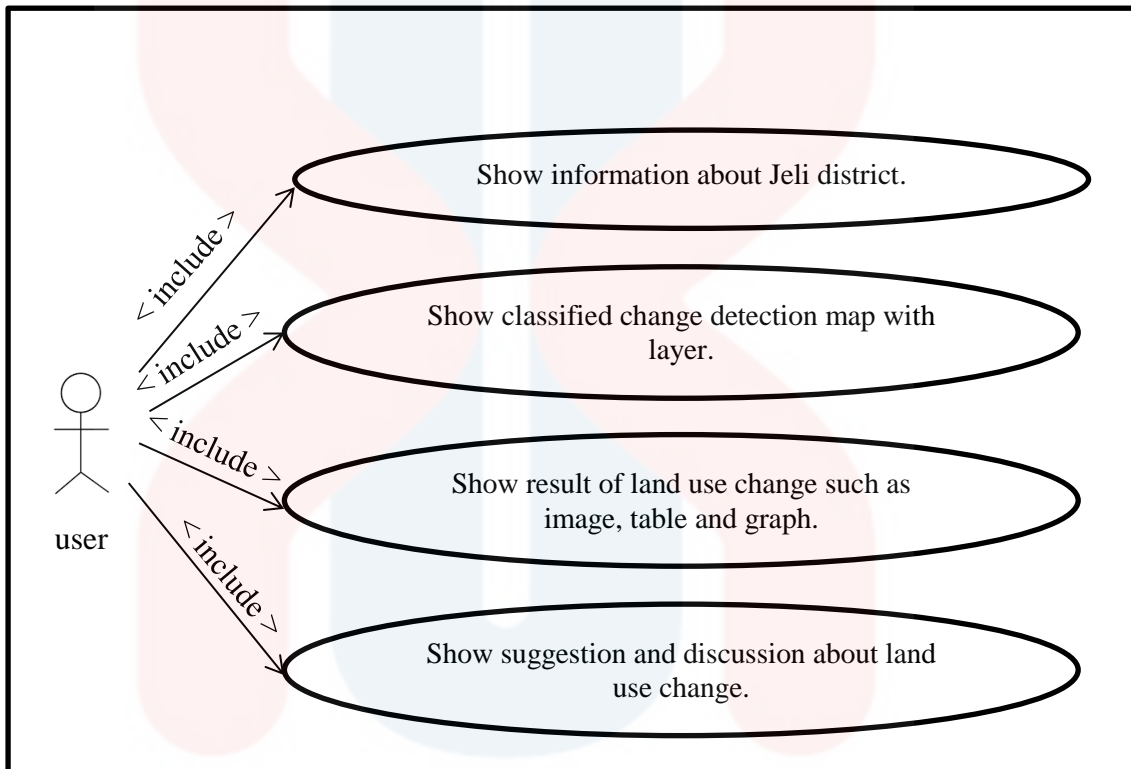 Show information about Jeli district.
< include >
Show classified change detection map with
layer.
< include >
< include >
Show result of land use change such as
image, table and graph.
user
< include >
Show suggestion and discussion about land
use change.